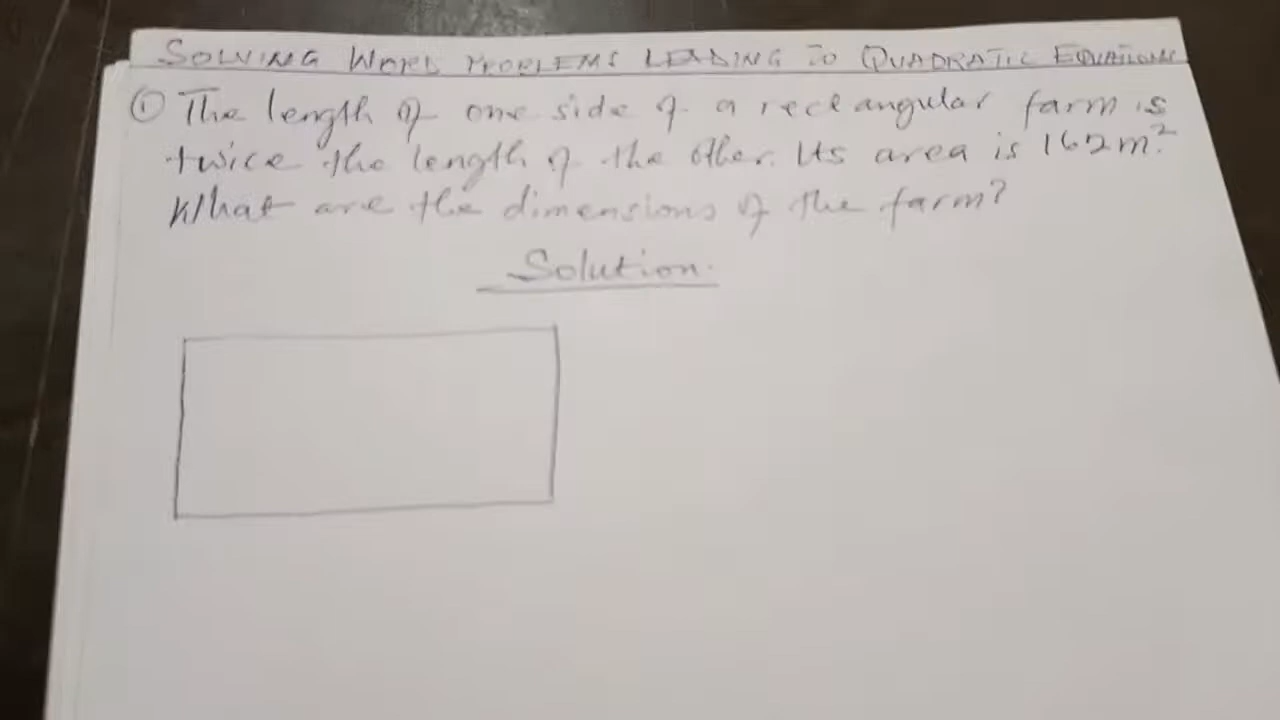 SOLVING WORD PROBLEMS LEADING TO QUADRATIC EQUATIONS
① The length of one side of a rectangular farm is
twice the length of the other. Its area is 162m².
What are the dimensions of the farm?
Solution.